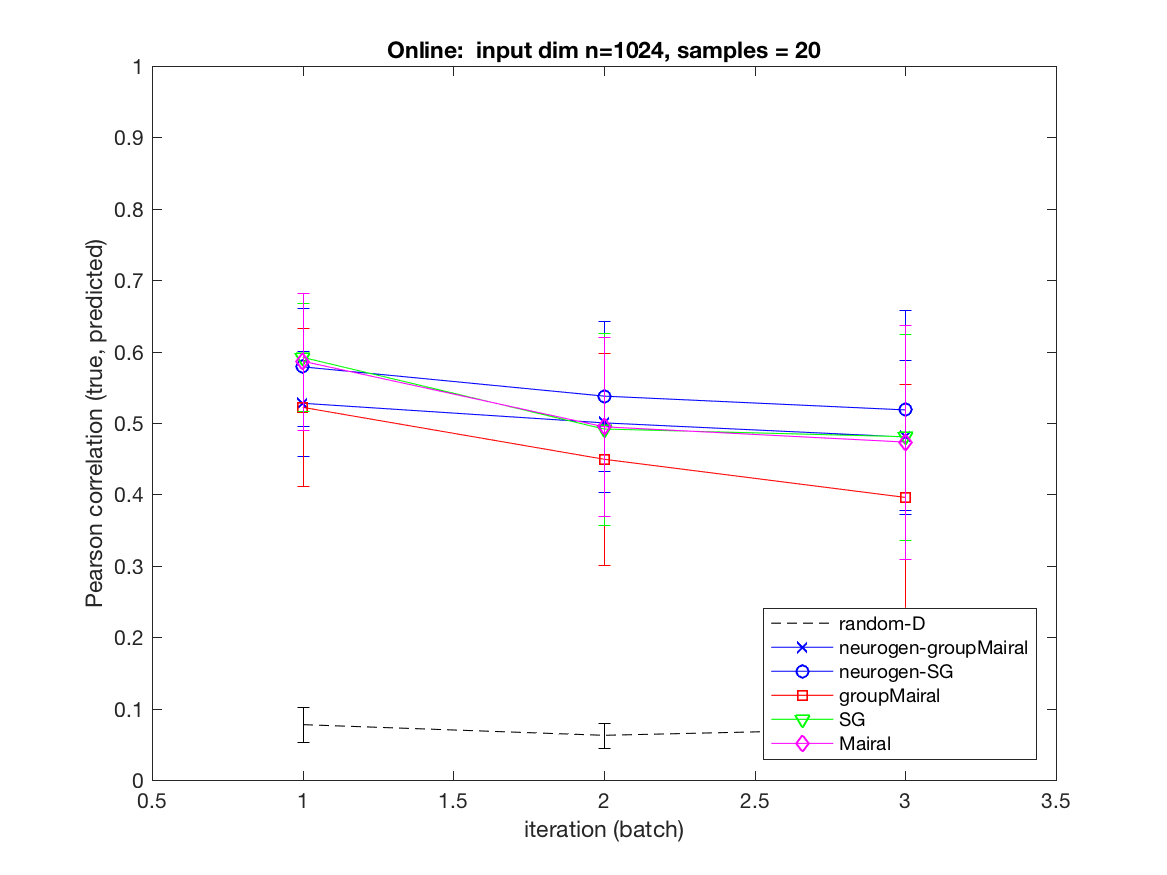 Online:  input dim n=1024, samples = 20
Pearson correlation (true, predicted)
1
0.9
0.8
0.7
0.6
0.5
0.4
0.3
0.2
0.1
0
random-D
neurogen-groupMairal
neurogen-SG
groupMairal
SG
Mairal
0.5
1
1.5
2
2.5
3
3.5
iteration (batch)